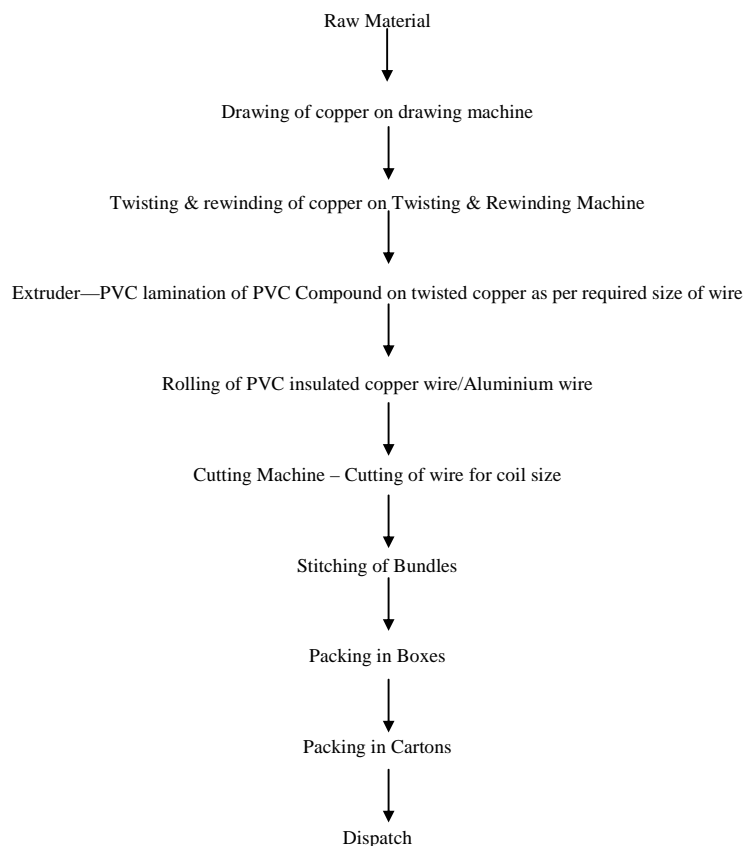 Raw Material
Drawing of copper on drawing machine
Twisting & rewinding of copper on Twisting & Rewinding Machine
Extruder—PVC lamination of PVC Compound on twisted copper as per required size of wire
Rolling of PVC insulated copper wire/Aluminium wire
Cutting Machine – Cutting of wire for coil size
Stitching of Bundles
Packing in Boxes
Packing in Cartons
Dispatch